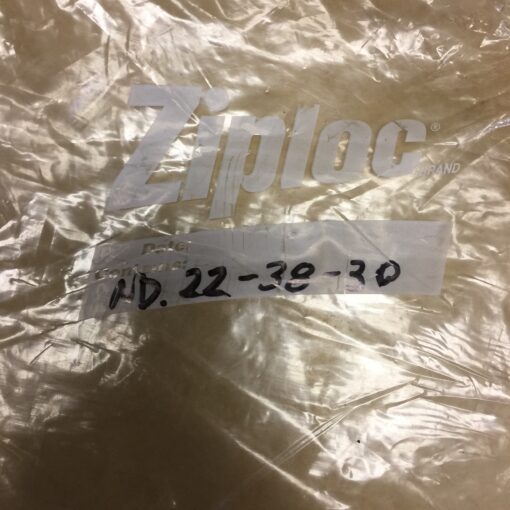 Ziploc®
BRAND
Date
Contents
ND. 22-38-30